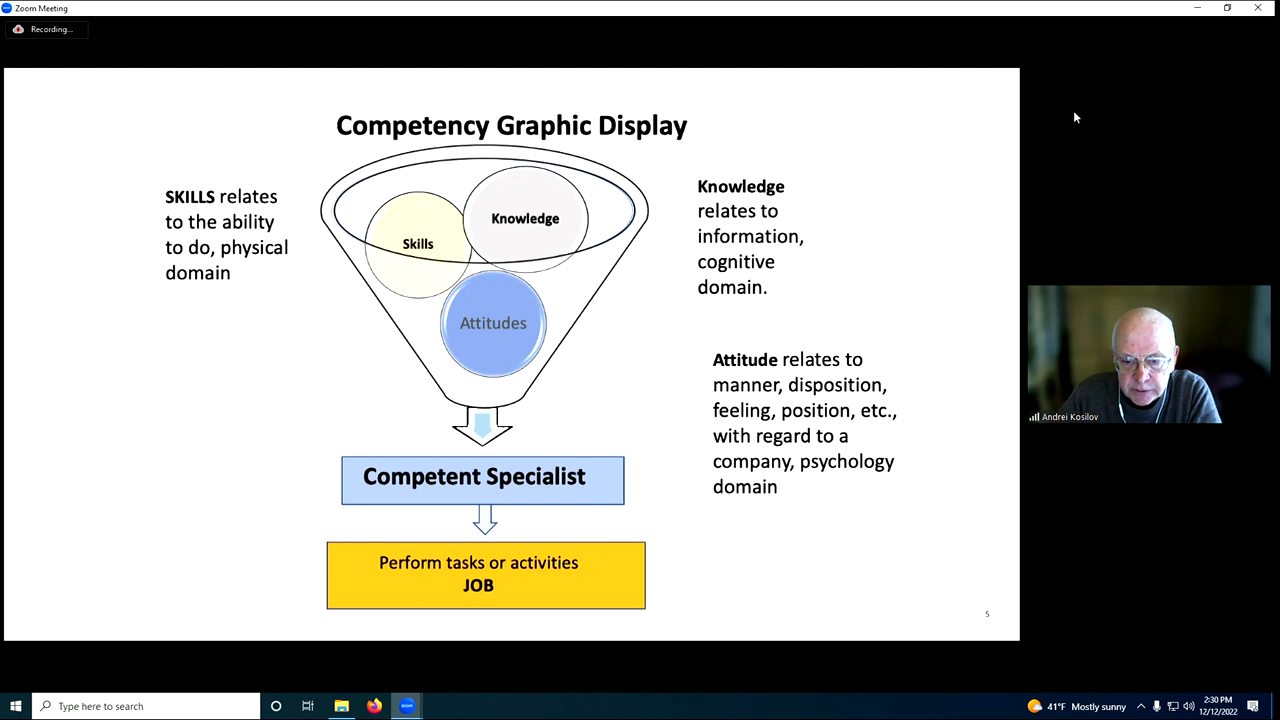 Zoom Meeting
Recording...
Competency Graphic Display
SKILLS relates
to the ability
to do, physical
domain
Skills
Knowledge
Attitudes
Knowledge
relates to
information,
cognitive
domain.
Attitude relates to
manner, disposition,
feeling, position, etc.,
with regard to a
company, psychology
domain
Competent Specialist
Perform tasks or activities
JOB
5
Andrei Kosilov
Type here to search
41°F Mostly sunny
2:30 PM
12/12/2022